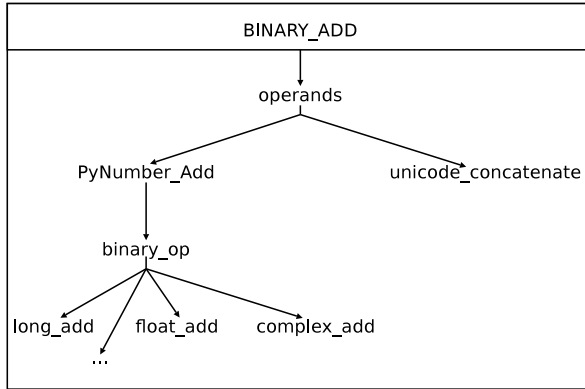 BINARY_ADD
operands
PyNumber_Add
unicode_concatenate
binary_op
long_add
float_add
complex_add
...